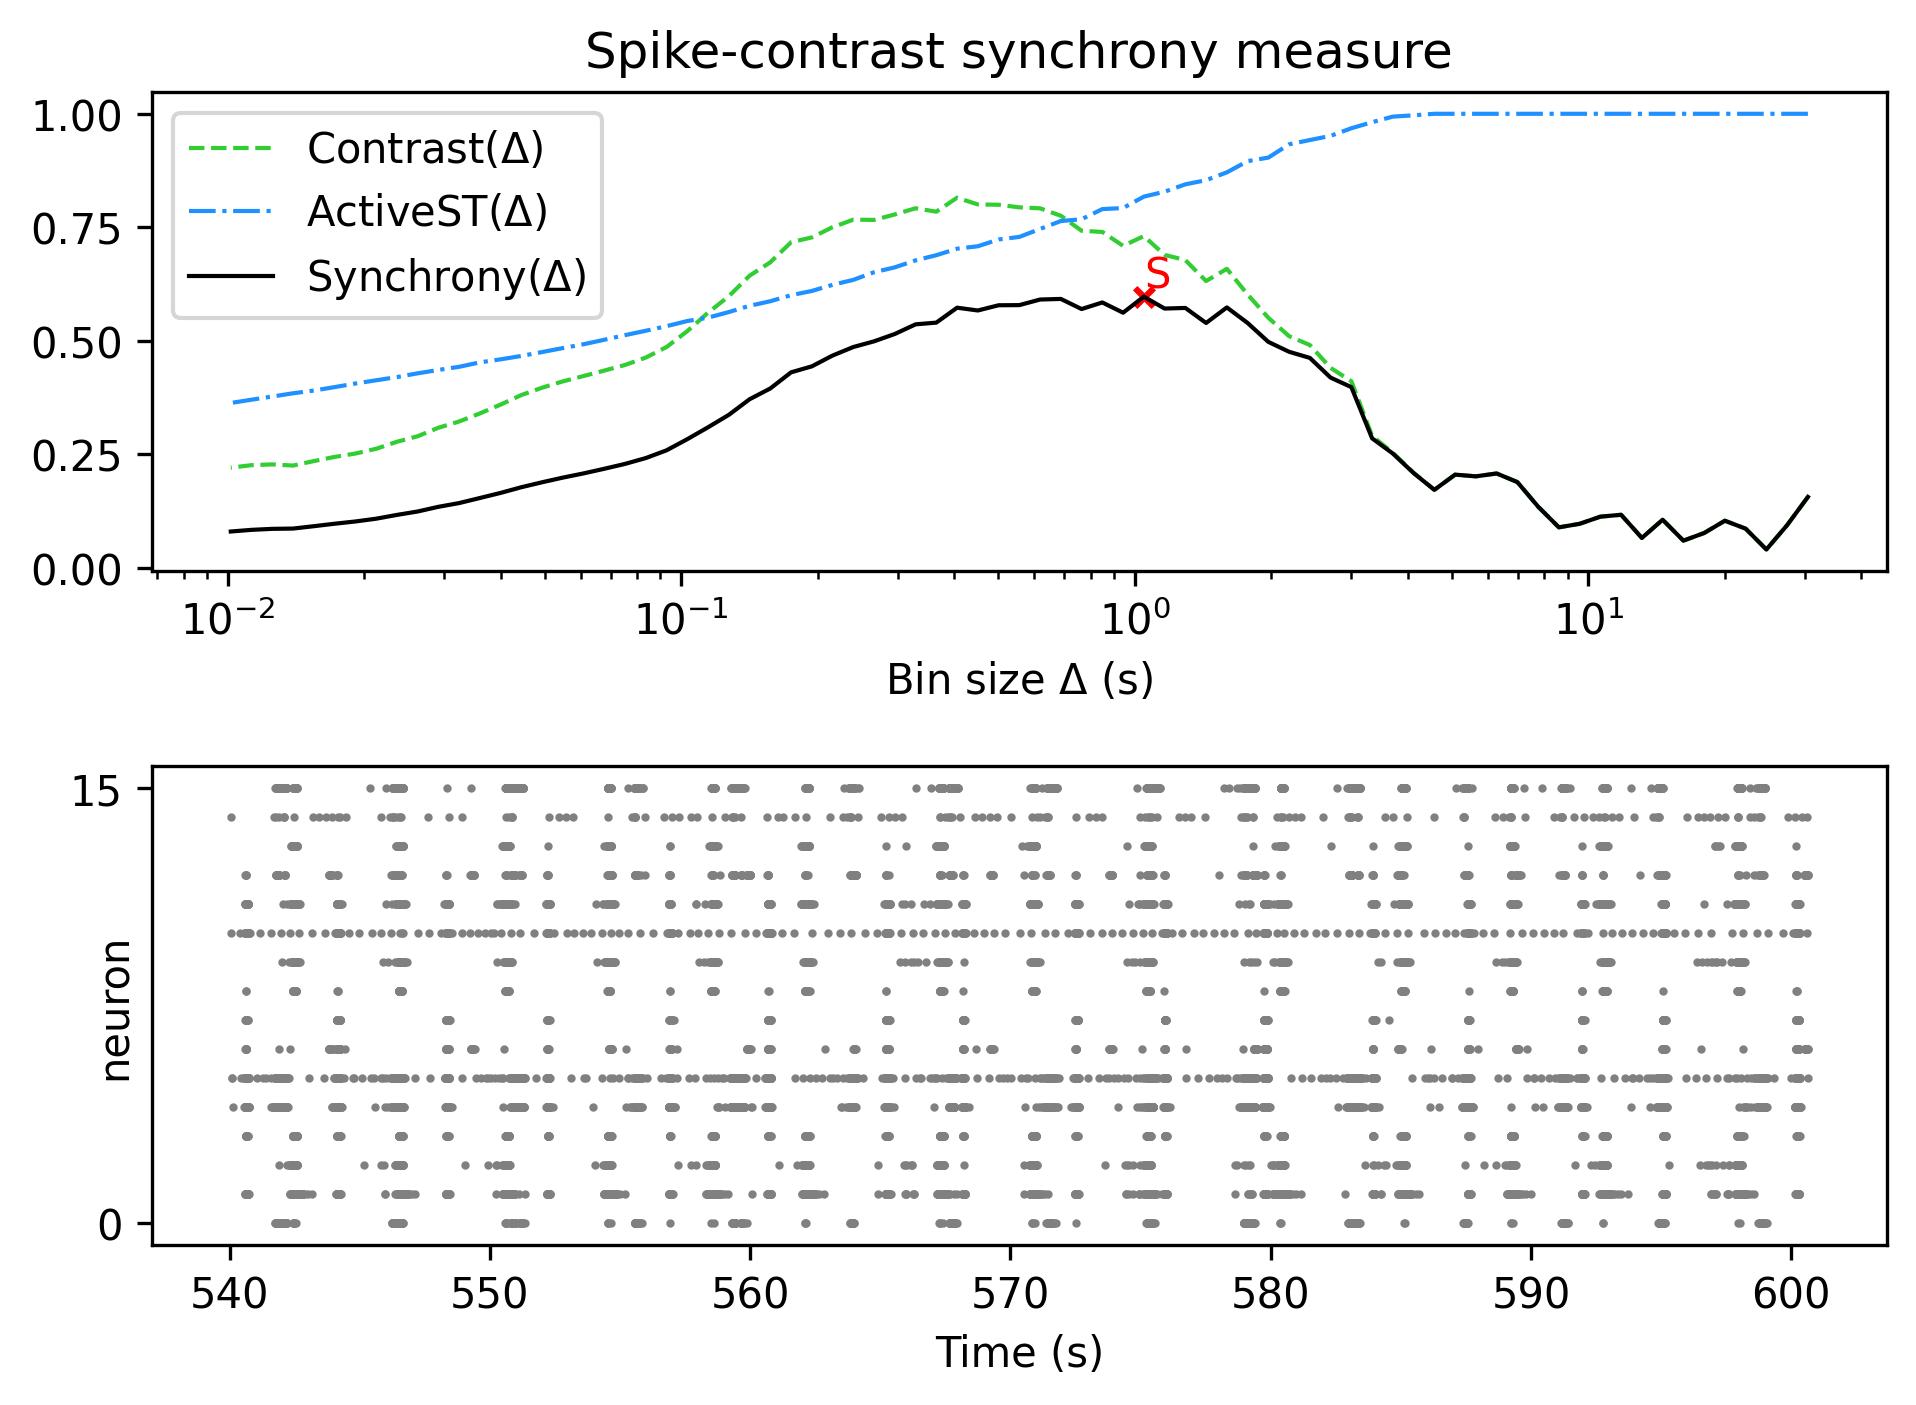 Spike-contrast synchrony measure
1.00
0.75
0.50
0.25
0.00
Contrast(Δ)
ActiveST(Δ)
Synchrony(Δ)
S
10⁻² 10⁻¹ 10⁰ 10¹
Bin size Δ (s)
15
0
neuron
540 550 560 570 580 590 600
Time (s)